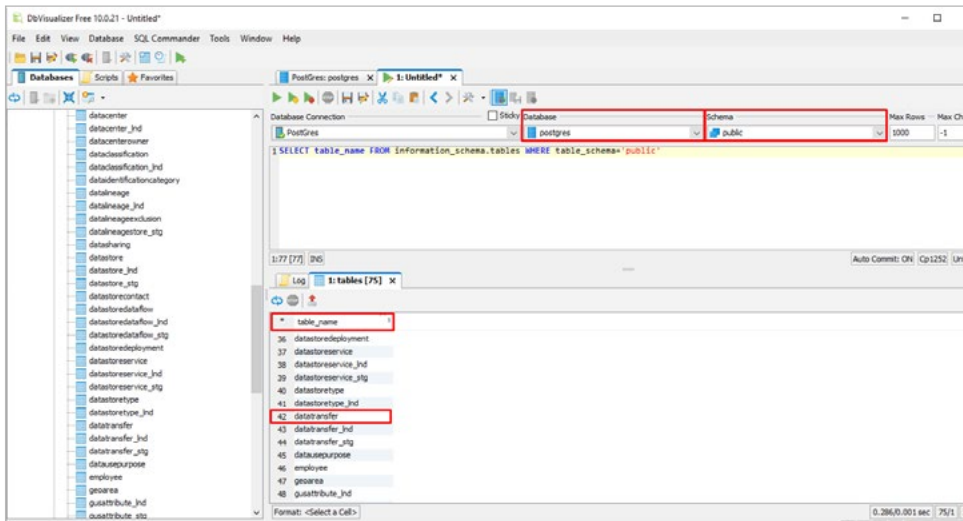 DbVisualizer Free 10.0.21 - Untitled*
File Edit View Database SQL Commander Tools Window Help
Databases Scripts Favorites
PostGres: postgres X 1: Untitled* X
Database Connection Sticky Database Schema Max Rows Max Ch
PostGres postgres public 1000 -1
1 SELECT table_name FROM information_schema.tables WHERE table_schema='public'
datacenter
datacenter_lnd
datacenterowner
dataclassification
dataclassification_lnd
dataidentificationcategory
datalineage
datalineage_lnd
datalineageexclusion
datalineagestore_stg
datasharing
datastore
datastore_lnd
datastore_stg
datastorecontact
datastoredataflow
datastoredataflow_lnd
datastoredataflow_stg
datastoredeployment
datastoreservice
datastoreservice_lnd
datastoreservice_stg
datastoretype
datastoretype_lnd
datatransfer
datatransfer_lnd
datatransfer_stg
datausepurpose
employee
geoarea
gusattribute_lnd
gusattribute_stg
1:77 [77] INS Auto Commit: ON Cp1252 Un
Log 1: tables [75] X
* table_name
36 datastoredeployment
37 datastoreservice
38 datastoreservice_lnd
39 datastoreservice_stg
40 datastoretype
41 datastoretype_lnd
42 datatransfer
43 datatransfer_lnd
44 datatransfer_stg
45 datausepurpose
46 employee
47 geoarea
48 gusattribute_lnd
Format: <Select a Cell> 0.286/0.001 sec 75/1